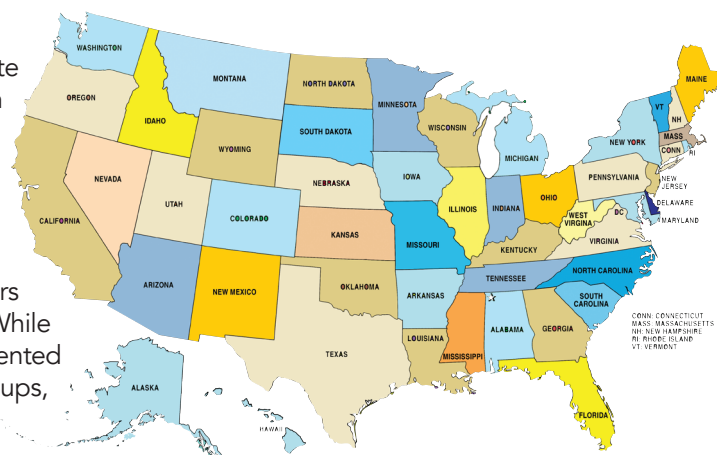 te
n
rs
While
ented
ups,
WASHINGTON
OREGON
CALIFORNIA
NEVADA
IDAHO
MONTANA
WYOMING
UTAH
COLORADO
ARIZONA
NEW MEXICO
NORTH DAKOTA
SOUTH DAKOTA
NEBRASKA
KANSAS
OKLAHOMA
TEXAS
MINNESOTA
IOWA
MISSOURI
ARKANSAS
LOUISIANA
WISCONSIN
ILLINOIS
MICHIGAN
INDIANA
OHIO
KENTUCKY
TENNESSEE
MISSISSIPPI
ALABAMA
GEORGIA
FLORIDA
SOUTH
CAROLINA
NORTH CAROLINA
VIRGINIA
WEST
VIRGINIA
DC
PENNSYLVANIA
NEW YORK
VT
NH
MAINE
MASS
CONN
RI
NEW
JERSEY
DELAWARE
MARYLAND
ALASKA
HAWAII
CONN: CONNECTICUT
MASS: MASSACHUSETTS
NH: NEW HAMPSHIRE
RI: RHODE ISLAND
VT: VERMONT